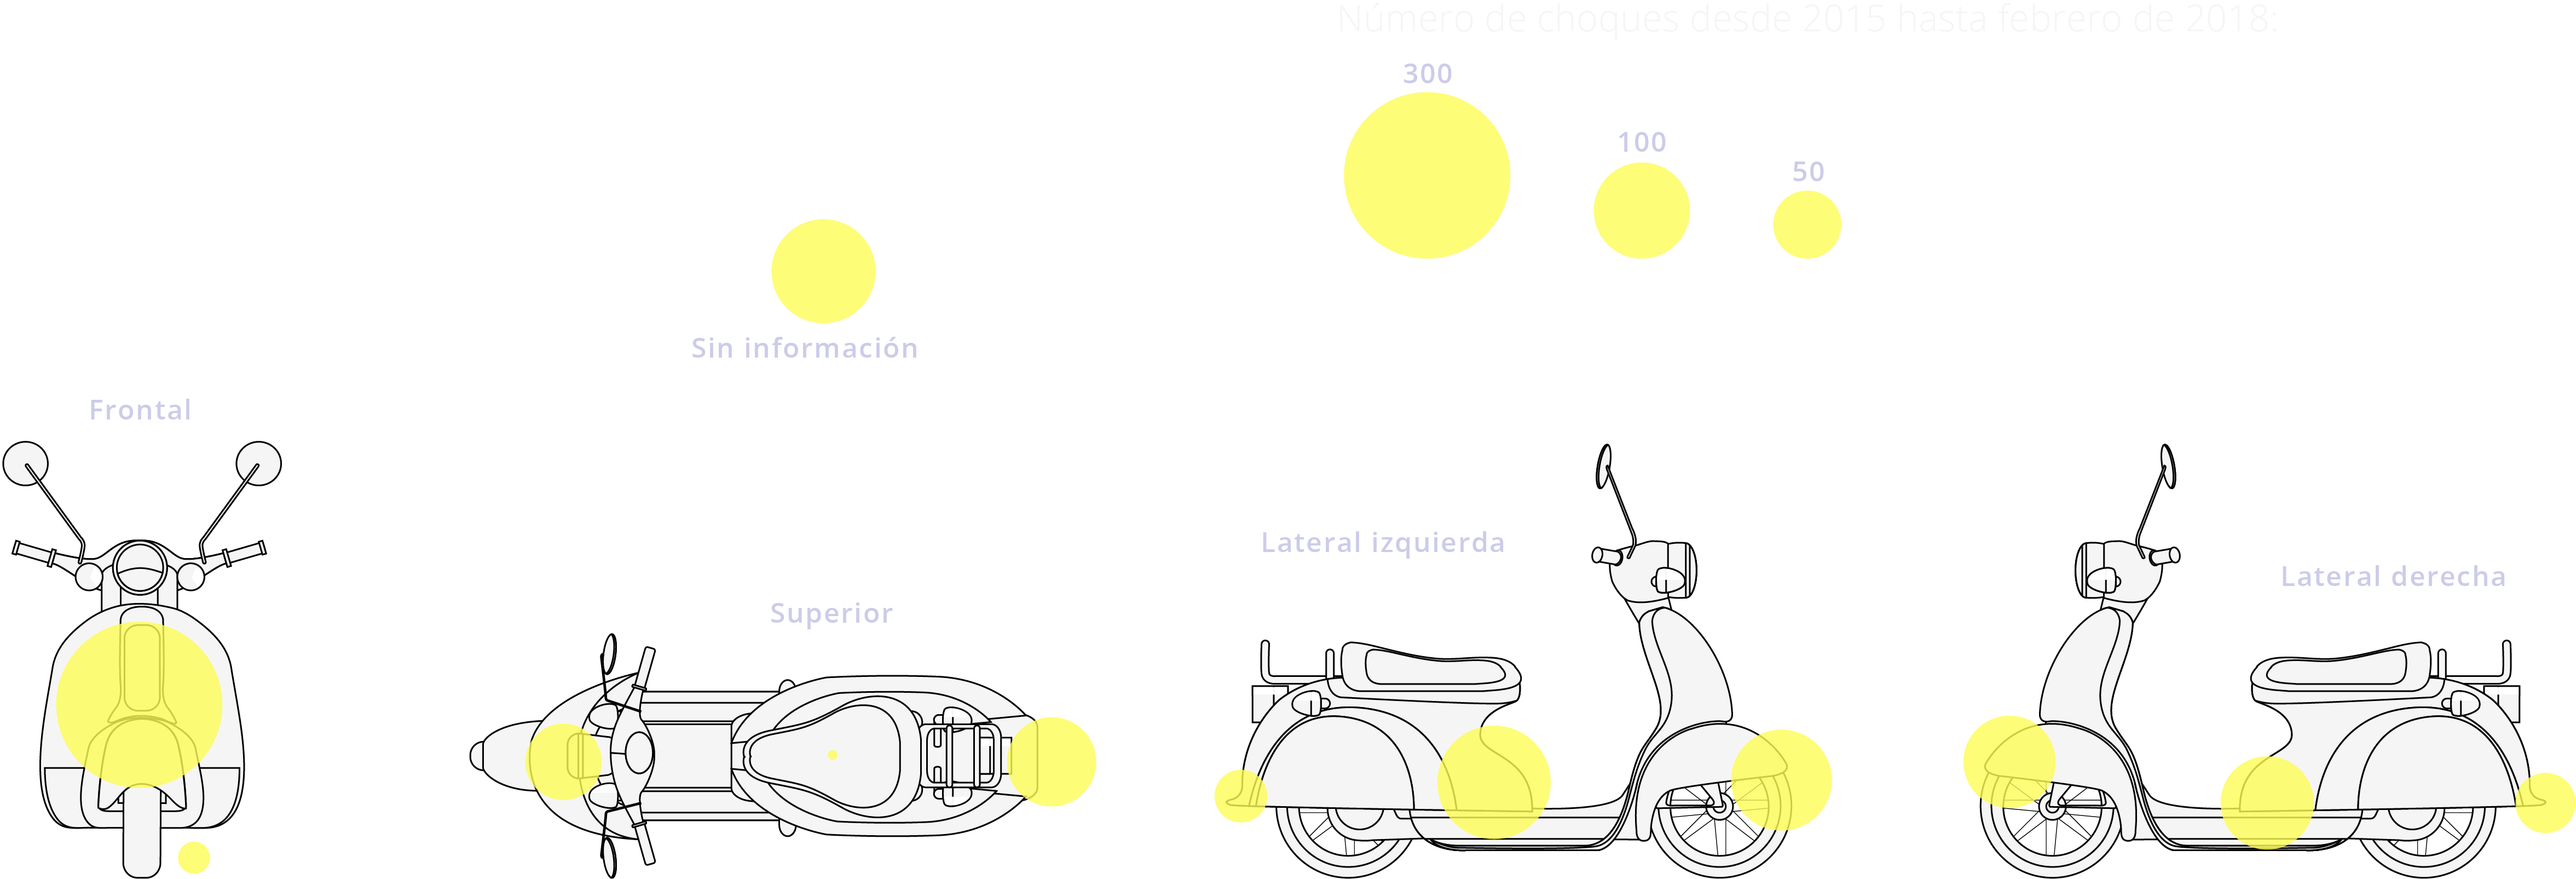 Número de choques desde 2015 hasta febrero de 2018:
300
100
50
Sin información
Frontal
Lateral izquierda
Lateral derecha
Superior